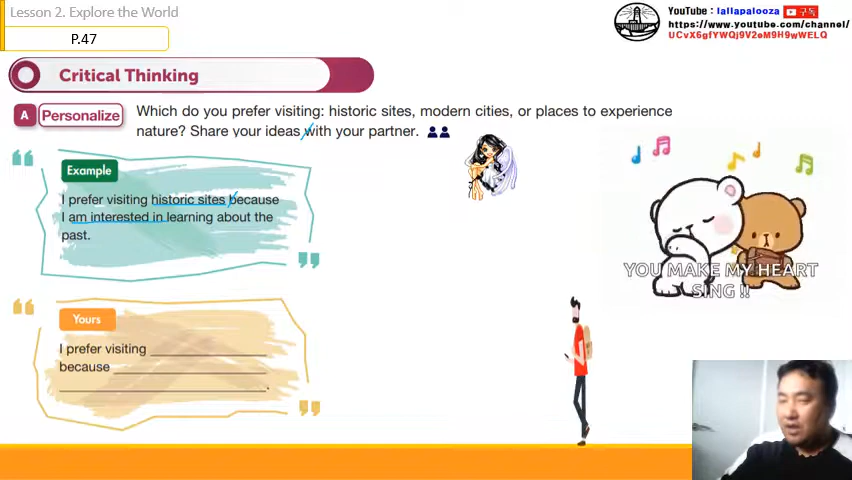 Lesson 2. Explore the World
P.47
YouTube : lallapalooza 구독
https://www.youtube.com/channel/
UCvX6gfYWQj9V2eM9H9wWELQ
Critical Thinking
A Personalize
Which do you prefer visiting: historic sites, modern cities, or places to experience
nature? Share your ideas with your partner.
Example
I prefer visiting historic sites because
I am interested in learning about the
past.
YOU MAKE MY HEART
SING !!
Yours
I prefer visiting
because